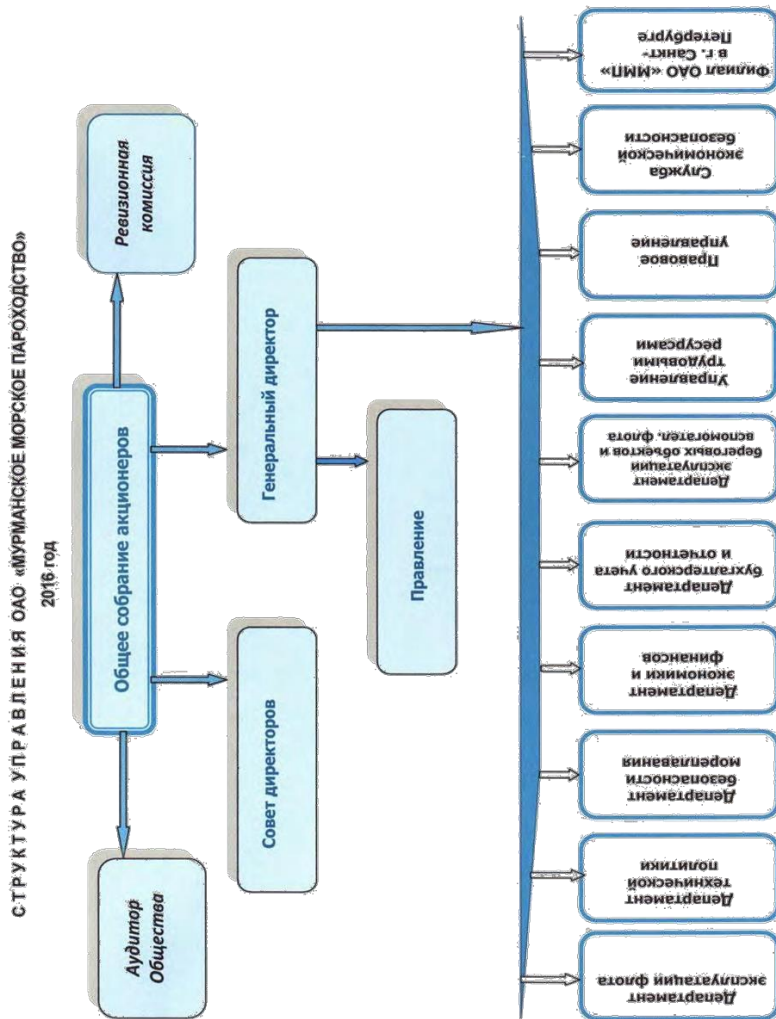 СТРУКТУРА УПРАВЛЕНИЯ ОАО «МУРМАНСКОЕ МОРСКОЕ ПАРОХОДСТВО»
2016 год
Аудитор
Общества
Общее собрание акционеров
Ревизионная
комиссия
Совет директоров
Генеральный директор
Правление
Департамент
эксплуатации флота
Департамент
технической
политики
Департамент
безопасности
мореплавания
Департамент
экономики и
финансов
Департамент
бухгалтерского учета
и отчетности
Департамент
эксплуатации
береговых объектов и
вспомогател. флота
Управление
трудовыми
ресурсами
Правовое
управление
Служба
экономической
безопасности
Филиал ОАО «ММП»
в г. Санкт-
Петербурге